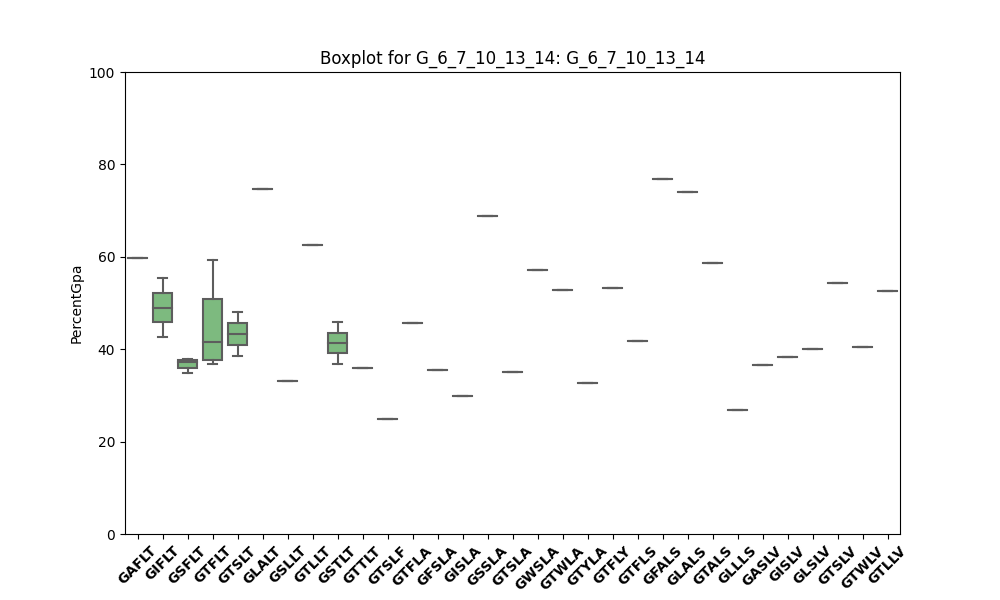 Boxplot for G_6_7_10_13_14: G_6_7_10_13_14
100
80
60
40
20
0
PercentGpa
GAFLT
GIFLT
GSFLT
GTFLT
GTSLT
GLALT
GSLLT
GTLLT
GSTLT
GTTLT
GTSLF
GTFLA
GFSLA
GISLA
GSSLA
GTSLA
GWSLA
GTWLA
GTYLA
GTFLY
GTFLS
GFALS
GLALS
GTALS
GLLLS
GASLV
GISLV
GLSLV
GTSLV
GTWLV
GTLLV